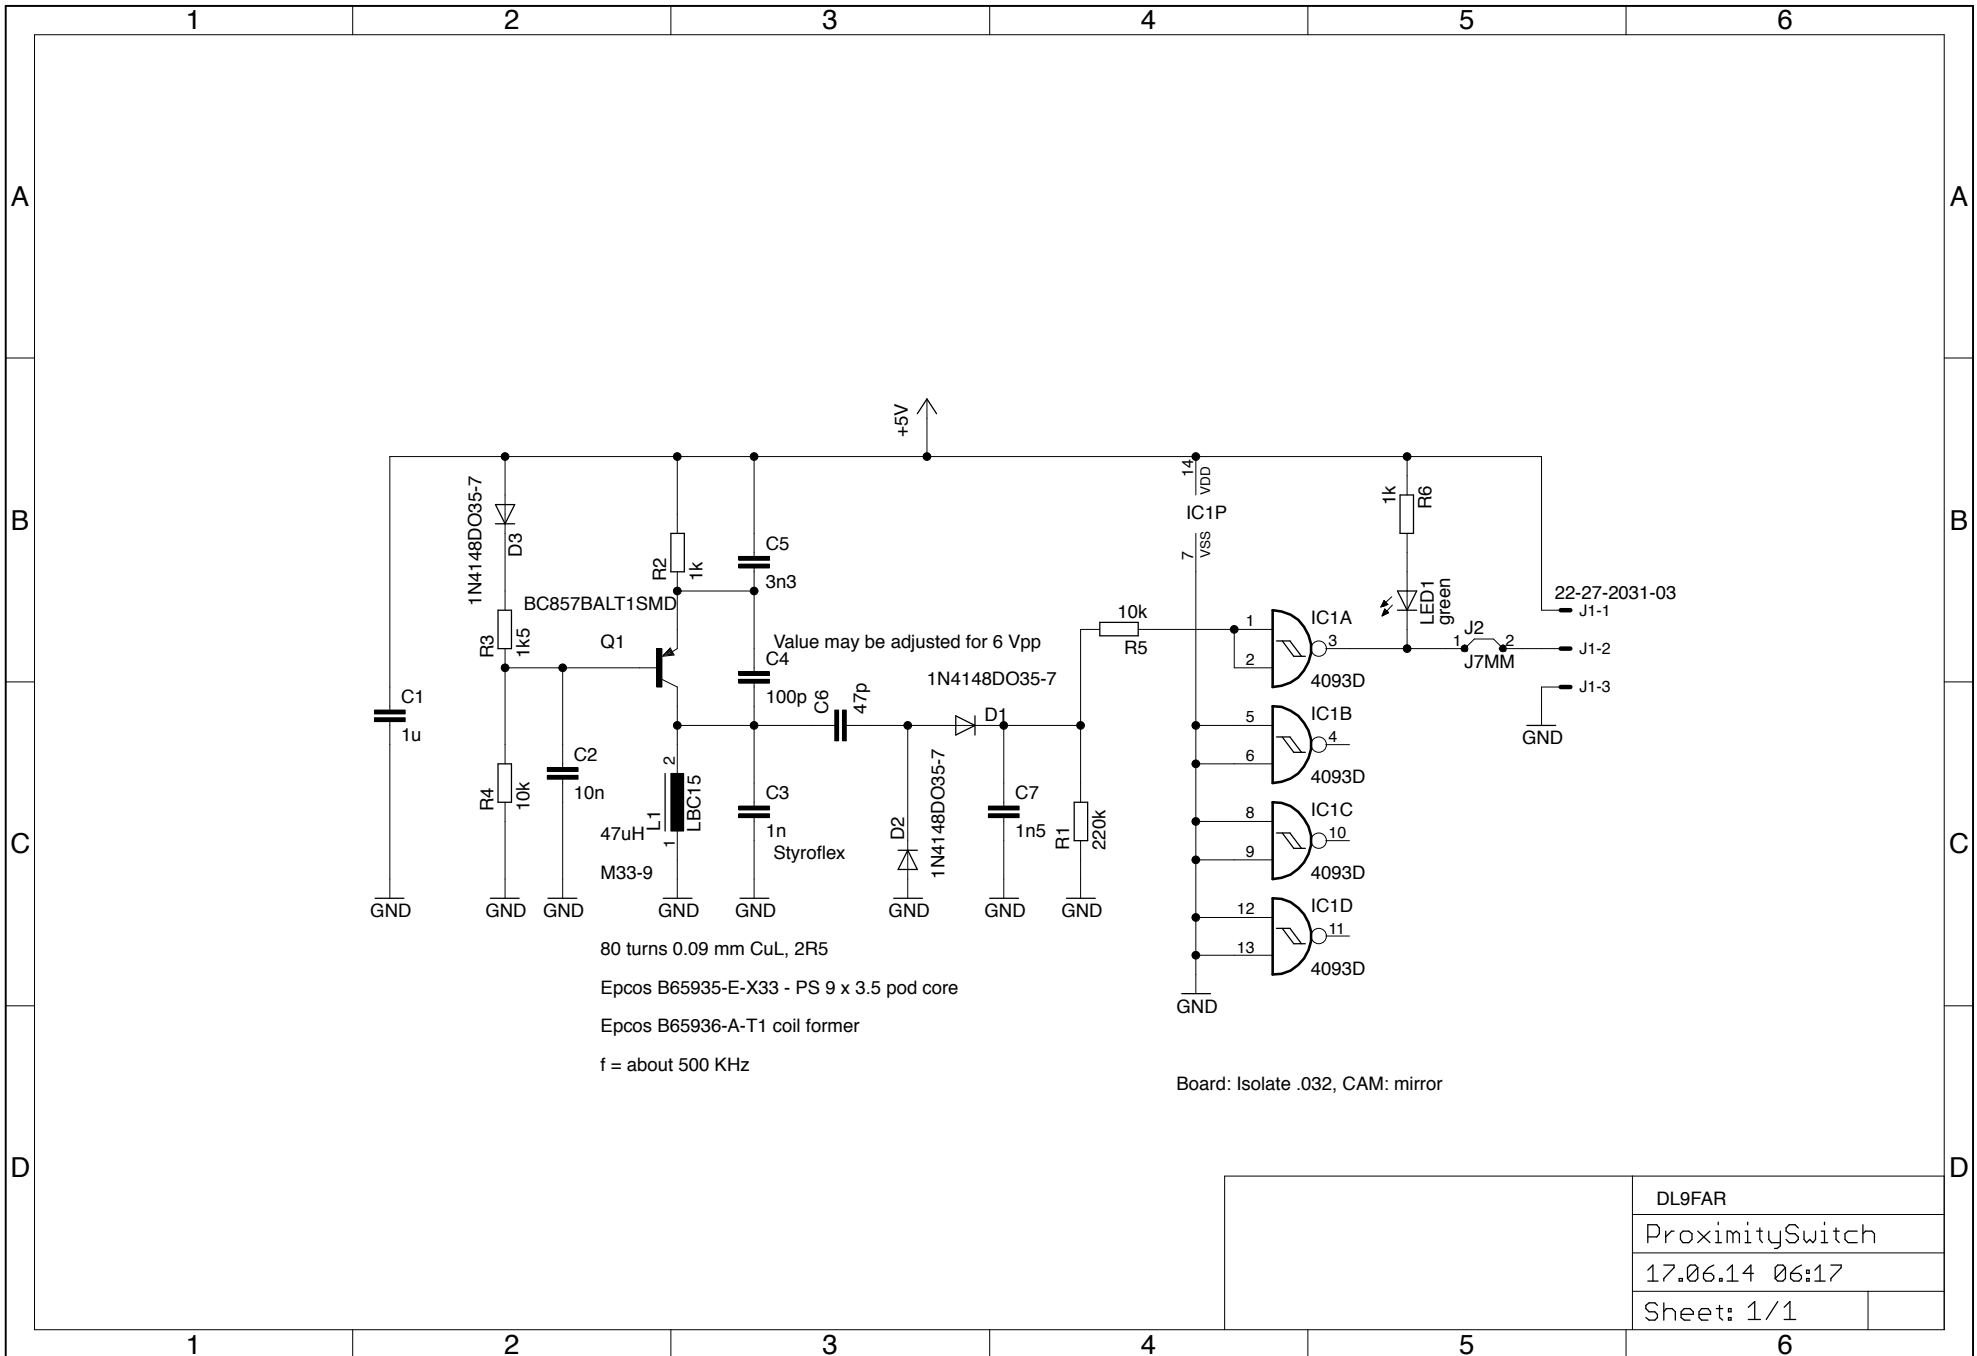 1 2 3 4 5 6
A A
+5V
B B
1N4148DO35-7
D3
14
VDD
IC1P
7
VSS
1k
R6
R2
1k
C5
3n3
BC857BALT1SMD
LED1
green
22-27-2031-03
J1-1
R3
1k5
Q1
Value may be adjusted for 6 Vpp
10k
R5
1
2
IC1A
3
4093D
1 J2 2
J7MM
J1-2
C4
100p
1N4148DO35-7
D1
J1-3
GND
C1
1u
C6
47p
5
6
IC1B
4
4093D
C2
10n
R4
10k
47uH
L1
LBC15
2
1
M33-9
C3
1n
Styroflex
D2
1N4148DO35-7
C7
1n5
R1
220k
8
9
IC1C
10
4093D
C C
GND GND GND GND GND GND GND GND
12
13
IC1D
11
4093D
GND
80 turns 0.09 mm CuL, 2R5
Epcos B65935-E-X33 - PS 9 x 3.5 pod core
Epcos B65936-A-T1 coil former
f = about 500 KHz
Board: Isolate .032, CAM: mirror
D D
DL9FAR
ProximitySwitch
17.06.14 06:17
Sheet: 1/1
1 2 3 4 5 6